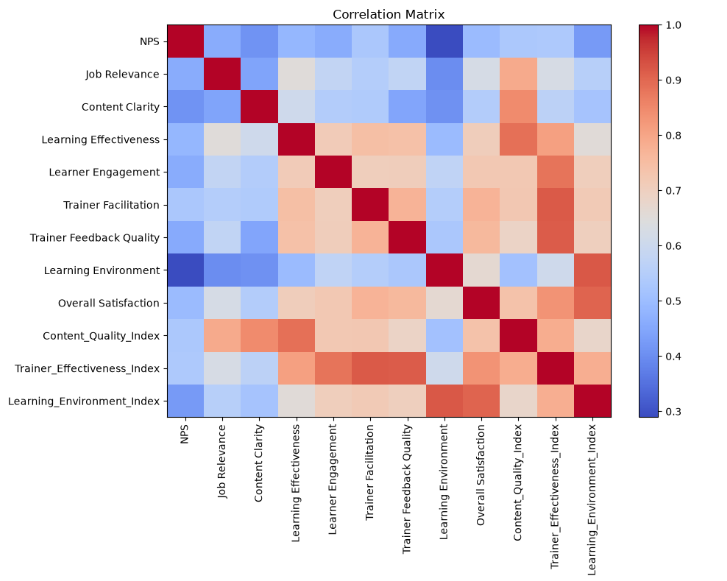 Correlation Matrix
NPS
Job Relevance
Content Clarity
Learning Effectiveness
Learner Engagement
Trainer Facilitation
Trainer Feedback Quality
Learning Environment
Overall Satisfaction
Content_Quality_Index
Trainer_Effectiveness_Index
Learning_Environment_Index
NPS
Job Relevance
Content Clarity
Learning Effectiveness
Learner Engagement
Trainer Facilitation
Trainer Feedback Quality
Learning Environment
Overall Satisfaction
Content_Quality_Index
Trainer_Effectiveness_Index
Learning_Environment_Index
1.0
0.9
0.8
0.7
0.6
0.5
0.4
0.3